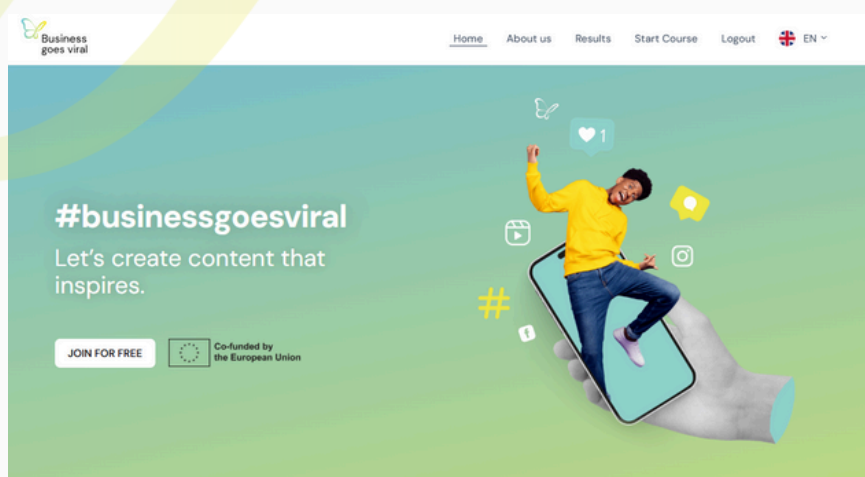 Business
goes viral
Home About us Results Start Course Logout EN
1
#businessgoesviral
Let's create content that
inspires.
#
JOIN FOR FREE
Co-funded by
the European Union